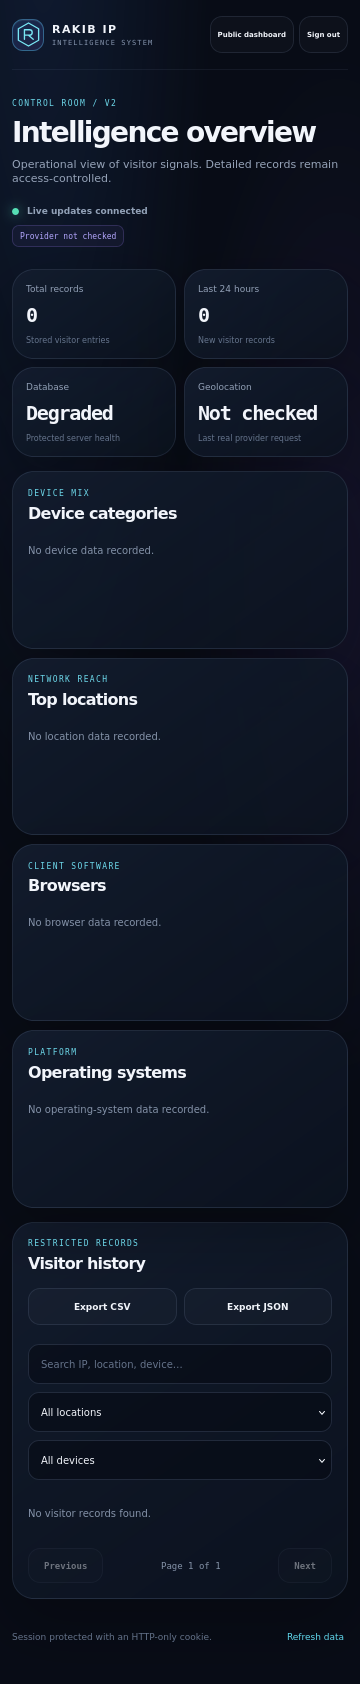 RAKIB IP
INTELLIGENCE SYSTEM
Public dashboard
Sign out
CONTROL ROOM / V2
Intelligence overview
Operational view of visitor signals. Detailed records remain
access-controlled.
Live updates connected
Provider not checked
Total records
0
Stored visitor entries
Last 24 hours
0
New visitor records
Database
Degraded
Protected server health
Geolocation
Not checked
Last real provider request
DEVICE MIX
Device categories
No device data recorded.
NETWORK REACH
Top locations
No location data recorded.
CLIENT SOFTWARE
Browsers
No browser data recorded.
PLATFORM
Operating systems
No operating-system data recorded.
RESTRICTED RECORDS
Visitor history
Export CSV
Export JSON
Search IP, location, device...
All locations
All devices
No visitor records found.
Previous
Page 1 of 1
Next
Session protected with an HTTP-only cookie.
Refresh data